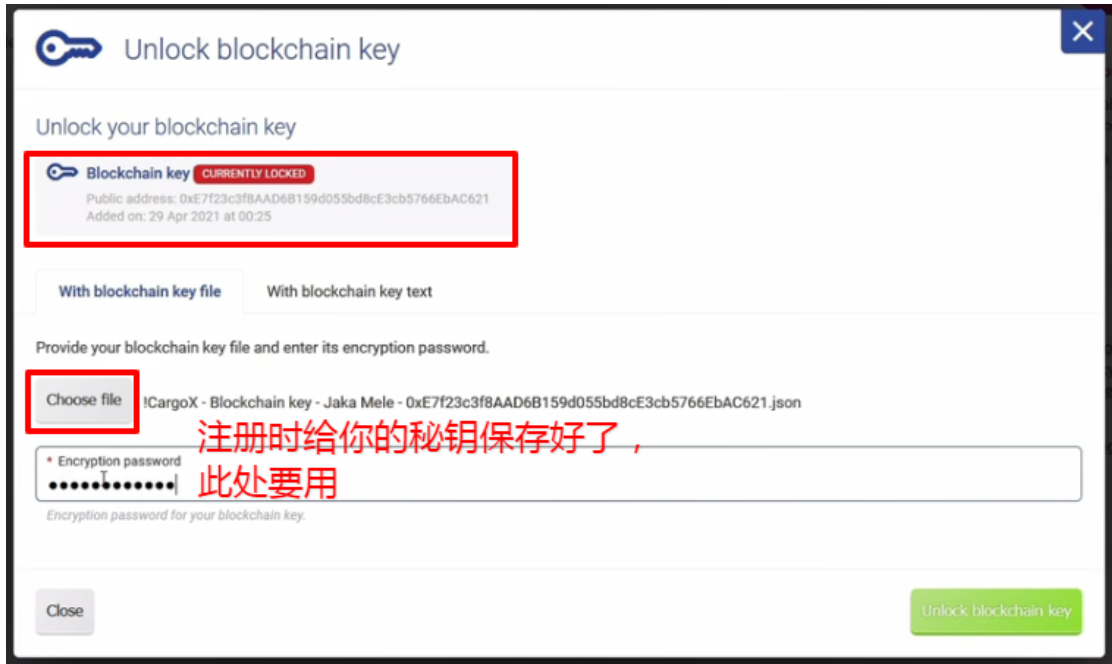 Unlock blockchain key
Unlock your blockchain key
Blockchain key CURRENTLY LOCKED
Public address: 0xE7f23c3f8AAD6B159d055bd8cE3cb5766EbAC621
Added on: 29 Apr 2021 at 00:25
With blockchain key file With blockchain key text
Provide your blockchain key file and enter its encryption password.
Choose file !CargoX - Blockchain key - Jaka Mele - 0xE7f23c3f8AAD6B159d055bd8cE3cb5766EbAC621.json
注册时给你的秘钥保存好了，
* Encryption password
此处要用
Encryption password for your blockchain key.
Close Unlock blockchain key